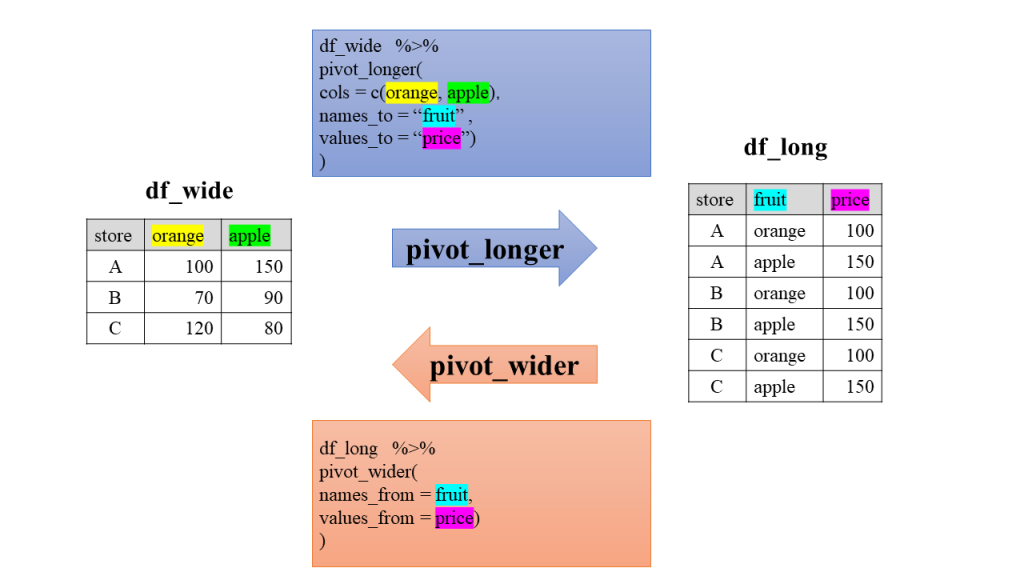 df_wide %>%
pivot_longer(
cols = c(orange, apple),
names_to = “fruit” ,
values_to = “price”)
)
df_wide
store orange apple
A 100 150
B 70 90
C 120 80
pivot_longer
pivot_wider
df_long
store fruit price
A orange 100
A apple 150
B orange 100
B apple 150
C orange 100
C apple 150
df_long %>%
pivot_wider(
names_from = fruit,
values_from = price)
)